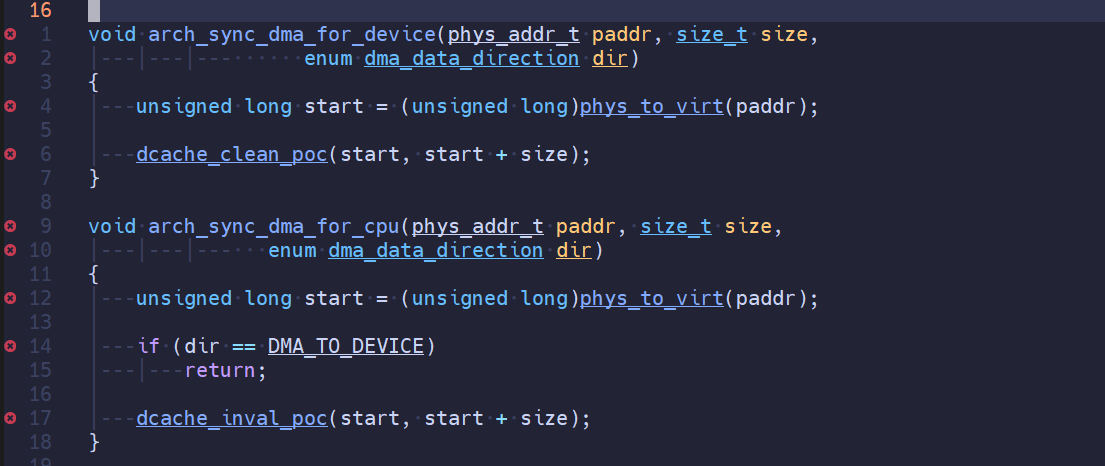 16
1 void arch_sync_dma_for_device(phys_addr_t paddr, size_t size,
2 enum dma_data_direction dir)
3 {
4 unsigned long start = (unsigned long)phys_to_virt(paddr);
5
6 dcache_clean_poc(start, start + size);
7 }
8
9 void arch_sync_dma_for_cpu(phys_addr_t paddr, size_t size,
10 enum dma_data_direction dir)
11 {
12 unsigned long start = (unsigned long)phys_to_virt(paddr);
13
14 if (dir == DMA_TO_DEVICE)
15 return;
16
17 dcache_inval_poc(start, start + size);
18 }
19